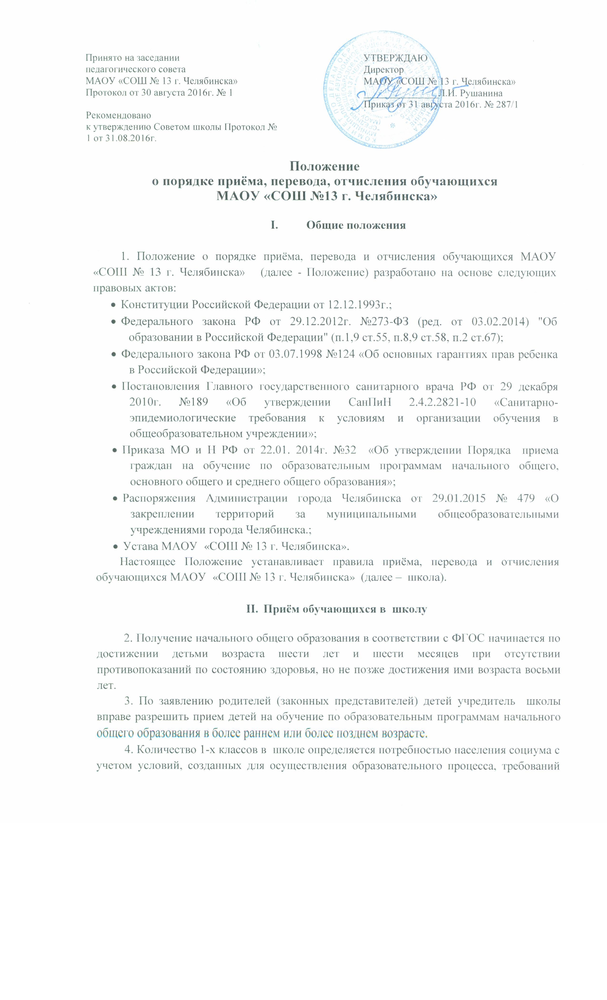 Принято на заседании
педагогического совета
МАОУ «СОШ № 13 г. Челябинска»
Протокол от 30 августа 2016г. № 1
Рекомендовано
к утверждению Советом школы Протокол №
1 от 31.08.2016г.
УТВЕРЖДАЮ
Директор
МАОУ «СОШ № 13 г. Челябинска»
Л.И. Рушанина
Приказ от 31 августа 2016г. № 287/1
Положение
о порядке приёма, перевода, отчисления обучающихся
МАОУ «СОШ №13 г. Челябинска»
I. Общие положения
1. Положение о порядке приёма, перевода и отчисления обучающихся МАОУ
«СОШ № 13 г. Челябинска» (далее - Положение) разработано на основе следующих
правовых актов:
• Конституции Российской Федерации от 12.12.1993г.;
• Федерального закона РФ от 29.12.2012г. №273-ФЗ (ред. от 03.02.2014) "Об
образовании в Российской Федерации" (п.1,9 ст.55, п.8,9 ст.58, п.2 ст.67);
• Федерального закона РФ от 03.07.1998 №124 «Об основных гарантиях прав ребенка
в Российской Федерации»;
• Постановления Главного государственного санитарного врача РФ от 29 декабря
2010г. №189 «Об утверждении СанПиН 2.4.2.2821-10 «Санитарно-
эпидемиологические требования к условиям и организации обучения в
общеобразовательном учреждении»;
• Приказа МО и Н РФ от 22.01. 2014г. №32 «Об утверждении Порядка приема
граждан на обучение по образовательным программам начального общего,
основного общего и среднего общего образования»;
• Распоряжения Администрации города Челябинска от 29.01.2015 № 479 «О
закреплении территорий за муниципальными общеобразовательными
учреждениями города Челябинска.;
• Устава МАОУ «СОШ № 13 г. Челябинска».
Настоящее Положение устанавливает правила приёма, перевода и отчисления
обучающихся МАОУ «СОШ № 13 г. Челябинска» (далее – школа).
II. Приём обучающихся в школу
2. Получение начального общего образования в соответствии с ФГОС начинается по
достижении детьми возраста шести лет и шести месяцев при отсутствии
противопоказаний по состоянию здоровья, но не позже достижения ими возраста восьми
лет.
3. По заявлению родителей (законных представителей) детей учредитель школы
вправе разрешить прием детей на обучение по образовательным программам начального
общего образования в более раннем или более позднем возрасте.
4. Количество 1-х классов в школе определяется потребностью населения социума с
учетом условий, созданных для осуществления образовательного процесса, требований